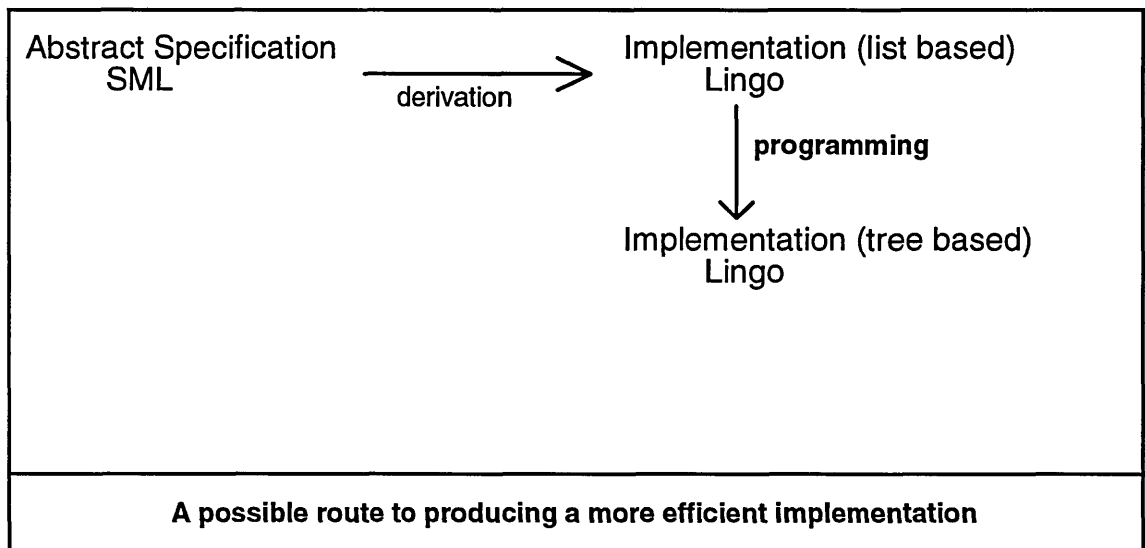 Abstract Specification
SML
derivation
Implementation (list based)
Lingo
programming
Implementation (tree based)
Lingo
A possible route to producing a more efficient implementation